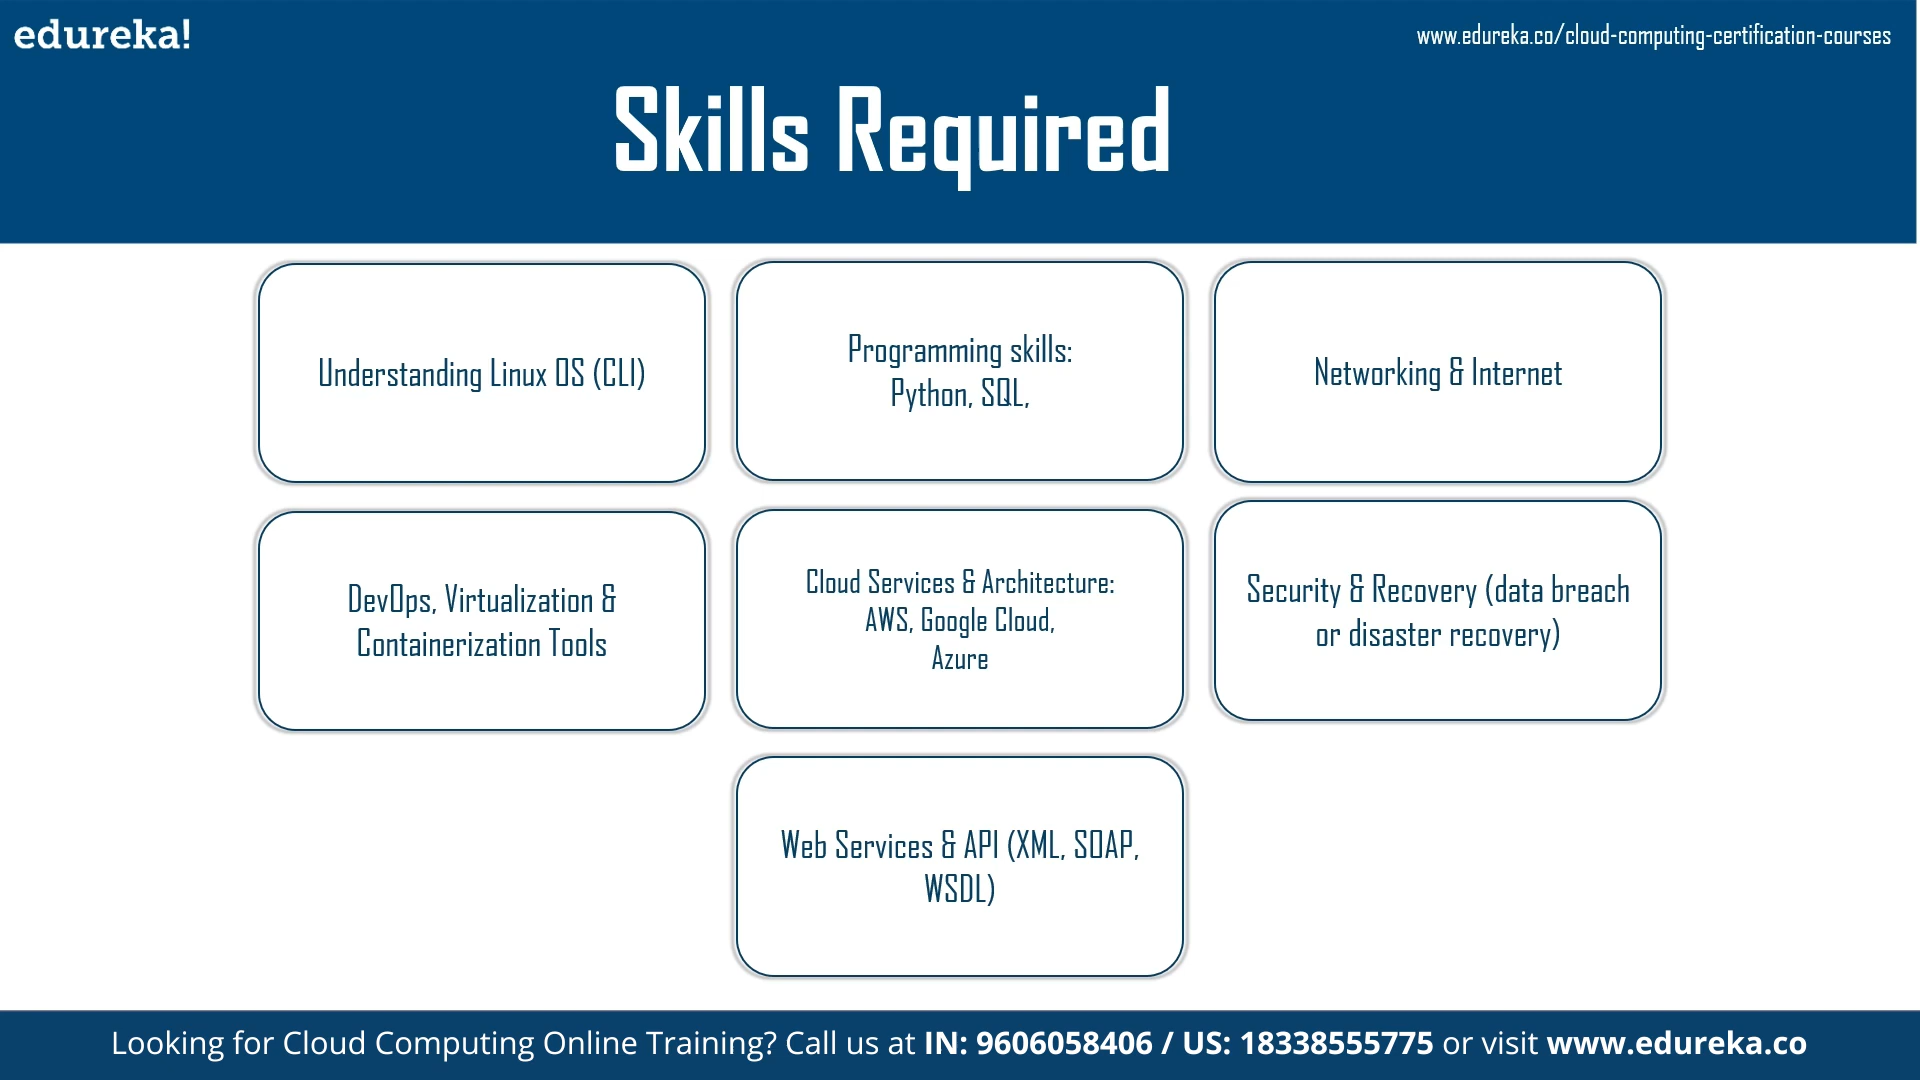 edureka!
www.edureka.co/cloud-computing-certification-courses
Skills Required
Understanding Linux OS (CLI)
Programming skills:
Python, SQL,
Networking & Internet
DevOps, Virtualization &
Containerization Tools
Cloud Services & Architecture:
AWS, Google Cloud,
Azure
Security & Recovery (data breach
or disaster recovery)
Web Services & API (XML, SOAP,
WSDL)
Looking for Cloud Computing Online Training? Call us at IN: 9606058406 / US: 18338555775 or visit www.edureka.co